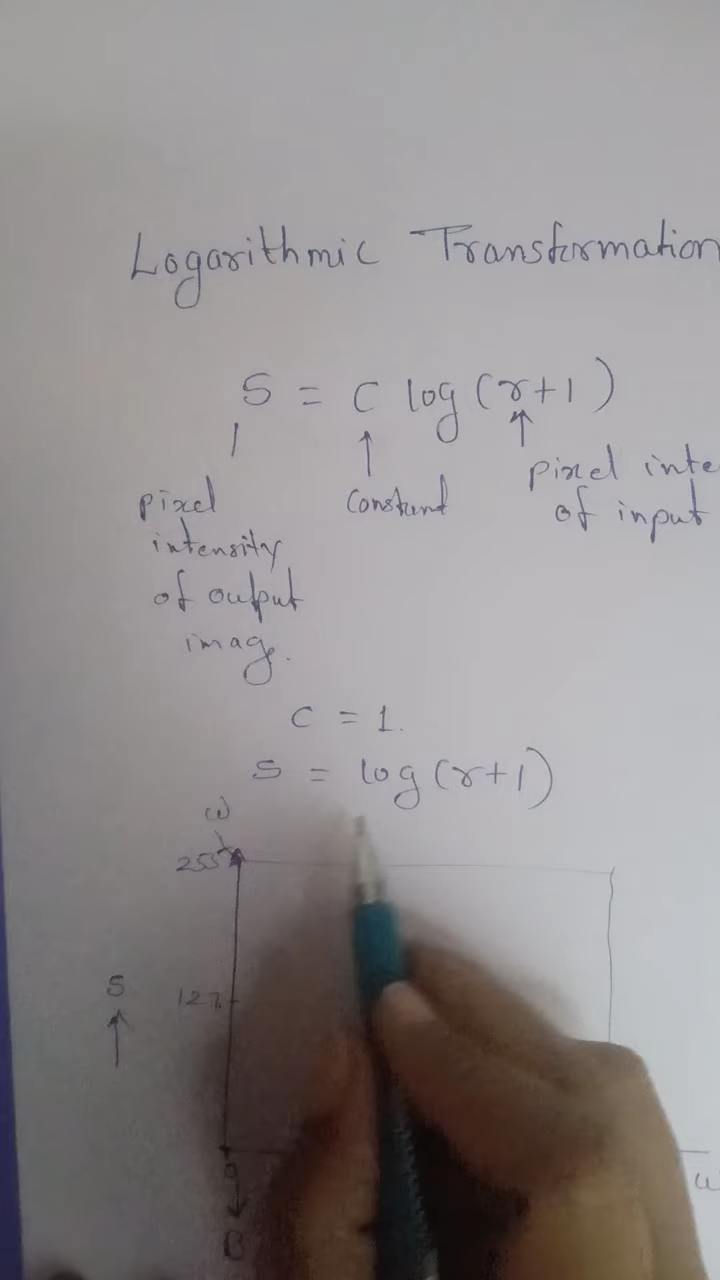 Logarithmic Transformation
S = C log (r+1)
pixel intensity of output imag.
Constant
pixel inte
of input
C = 1.
S = log (r+1)
W
255
S
127
0
B